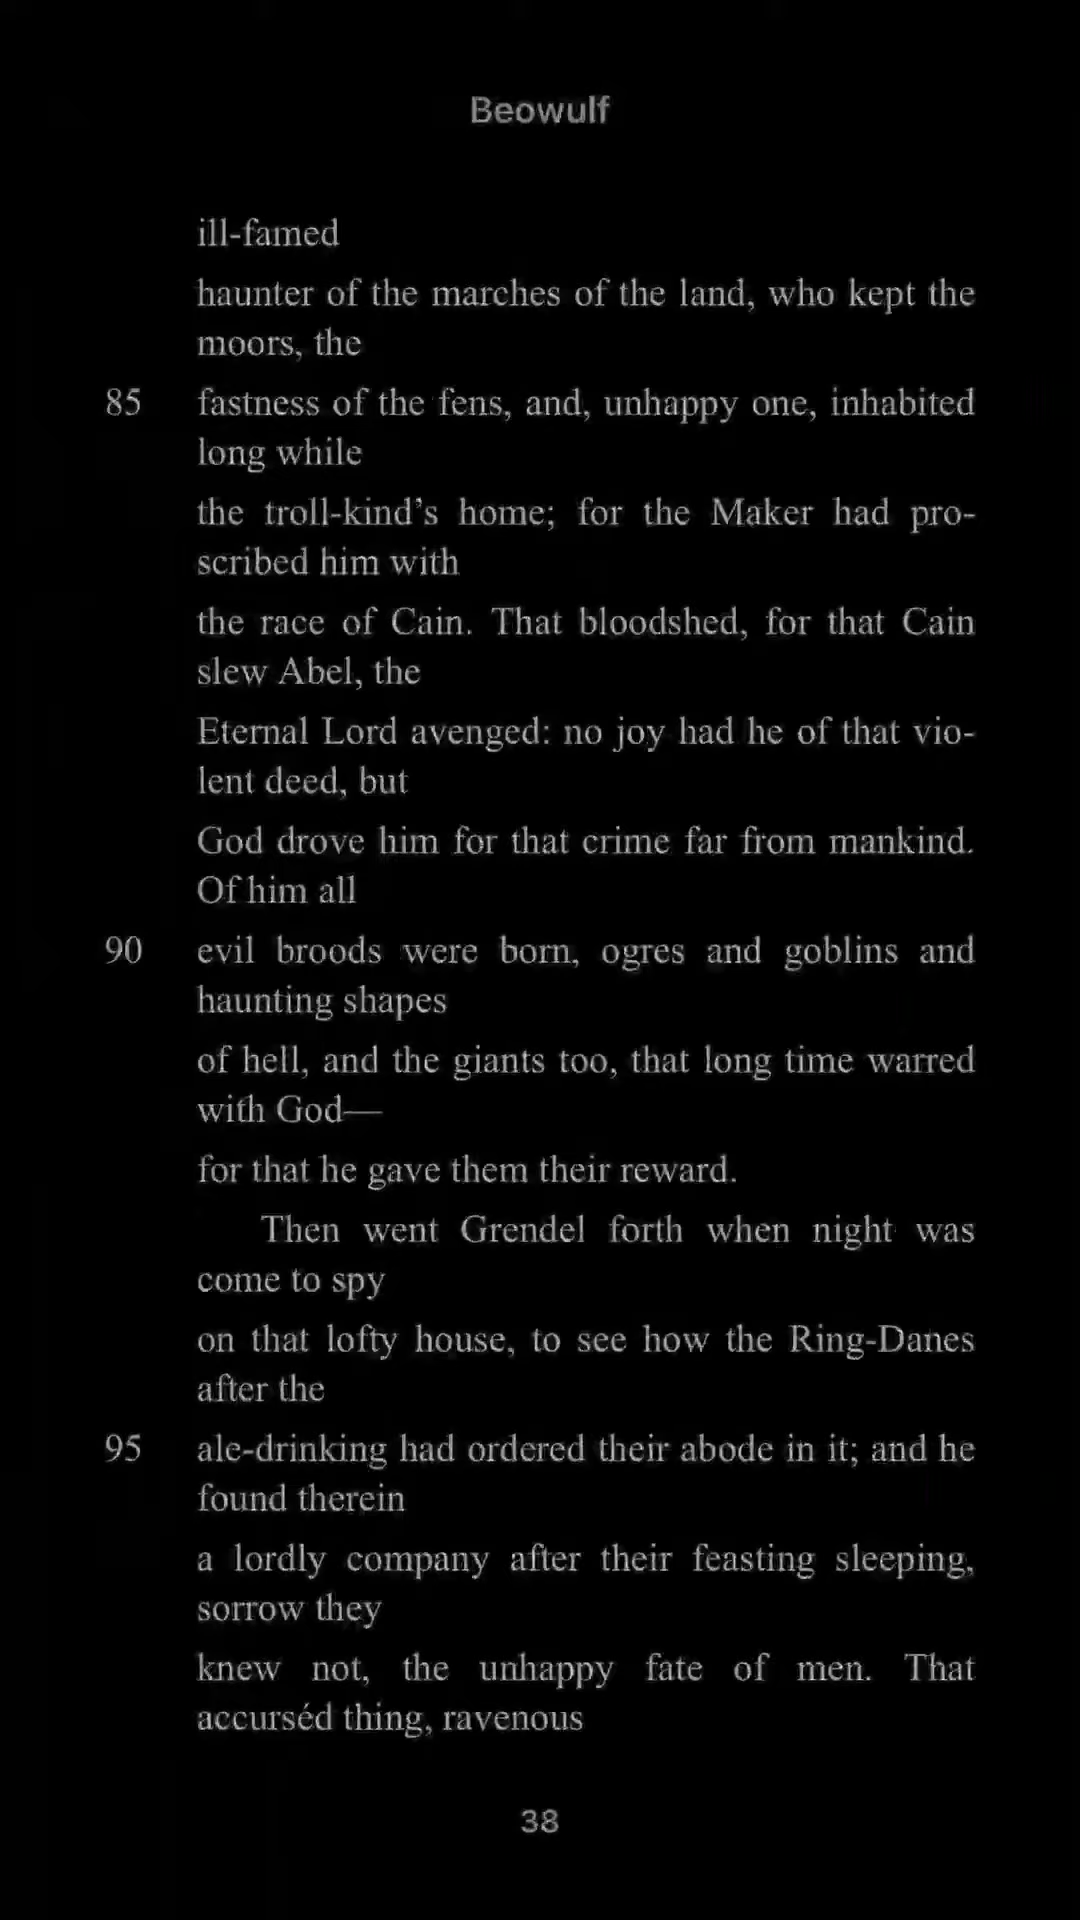 Beowulf
ill-famed
haunter of the marches of the land, who kept the
moors, the
85 fastness of the fens, and, unhappy one, inhabited
long while
the troll-kind’s home; for the Maker had pro-
scribed him with
the race of Cain. That bloodshed, for that Cain
slew Abel, the
Eternal Lord avenged: no joy had he of that vio-
lent deed, but
God drove him for that crime far from mankind.
Of him all
90 evil broods were born, ogres and goblins and
haunting shapes
of hell, and the giants too, that long time warred
with God—
for that he gave them their reward.
Then went Grendel forth when night was
come to spy
on that lofty house, to see how the Ring-Danes
after the
95 ale-drinking had ordered their abode in it; and he
found therein
a lordly company after their feasting sleeping,
sorrow they
knew not, the unhappy fate of men. That
accurséd thing, ravenous
38